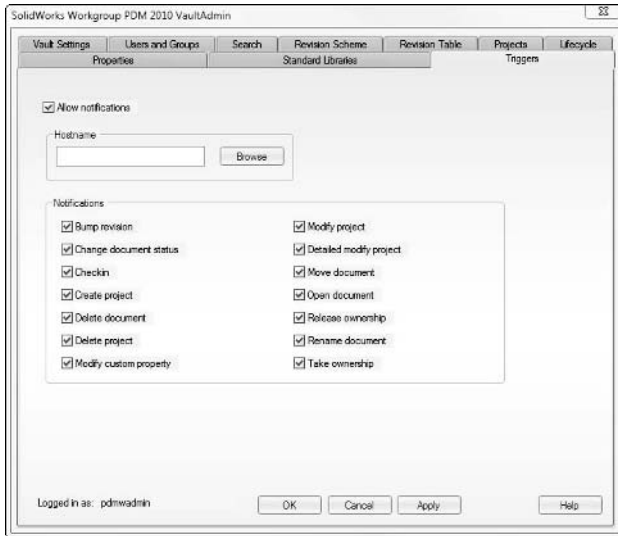 SolidWorks Workgroup PDM 2010 VaultAdmin
Vault Settings Users and Groups Search Revision Scheme Revision Table Projects Lifecycle
Properties Standard Libraries Triggers
Allow notifications
Hostname
Browse
Notifications
Bump revision Modify project
Change document status Detailed modify project
Checkin Move document
Create project Open document
Delete document Release ownership
Delete project Rename document
Modify custom property Take ownership
Logged in as: pdmwadmin OK Cancel Apply Help